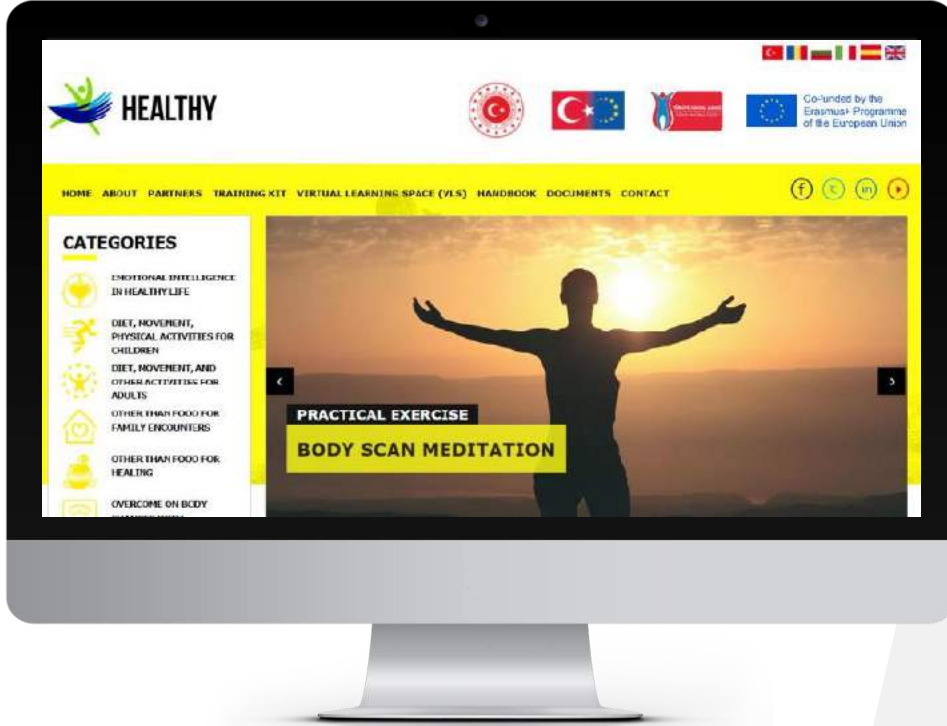 HEALTHY
Co-funded by the
Erasmus+ Programme
of the European Union
HOME ABOUT PARTNERS TRAINING KIT VIRTUAL LEARNING SPACE (VLS) HANDBOOK DOCUMENTS CONTACT
CATEGORIES
EMOTIONAL INTELLIGENCE
IN HEALTHY LIFE
DIET, MOVEMENT,
PHYSICAL ACTIVITIES FOR
CHILDREN
DIET, MOVEMENT, AND
OTHER ACTIVITIES FOR
ADULTS
OTHER THAN FOOD FOR
FAMILY ENCOUNTERS
OTHER THAN FOOD FOR
HEALING
OVERCOME ON BODY
PRACTICAL EXERCISE
BODY SCAN MEDITATION